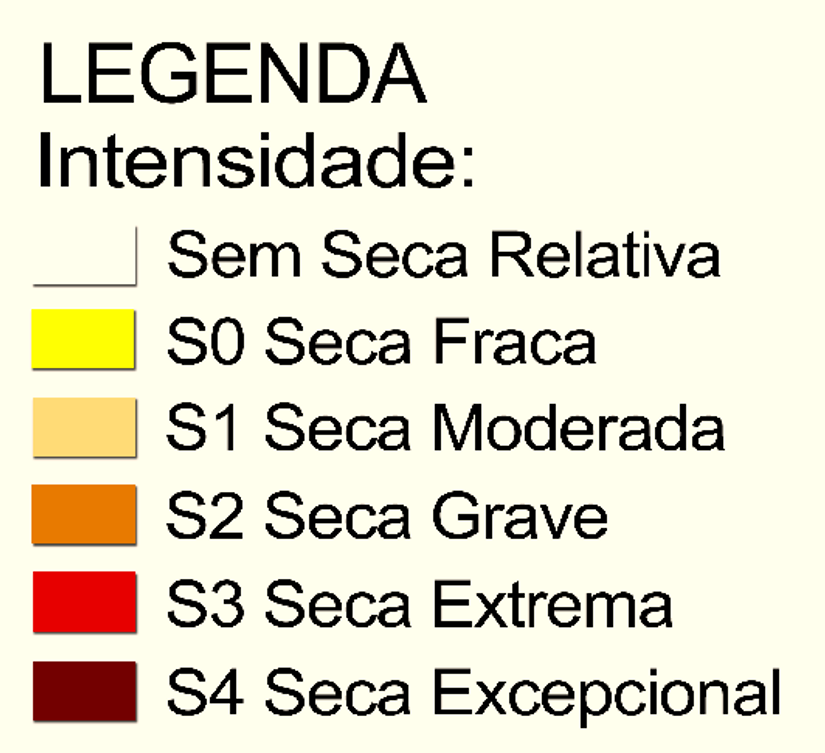 LEGENDA
Intensidade:
Sem Seca Relativa
S0 Seca Fraca
S1 Seca Moderada
S2 Seca Grave
S3 Seca Extrema
S4 Seca Excepcional